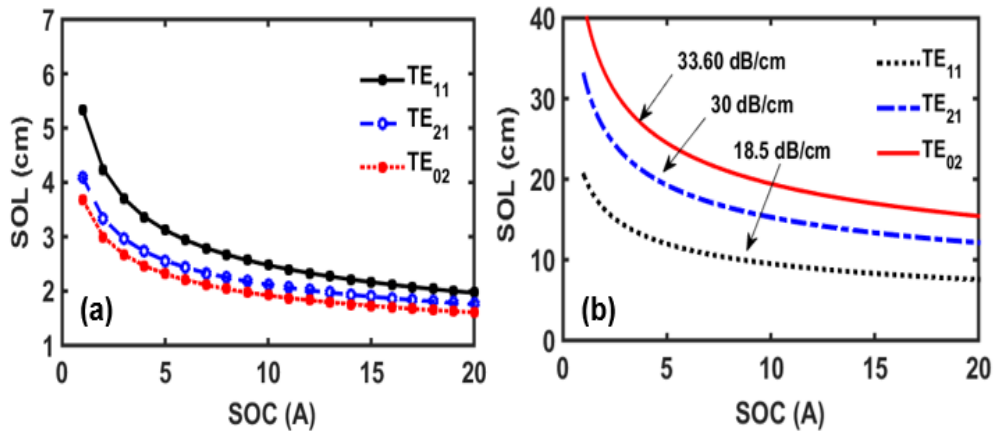 7
6
5
4
3
2
1
SOL (cm)
TE11
TE21
TE02
(a)
0 5 10 15 20
SOC (A)
40
30
20
10
0
SOL (cm)
33.60 dB/cm
30 dB/cm
18.5 dB/cm
TE11
TE21
TE02
(b)
0 5 10 15 20
SOC (A)